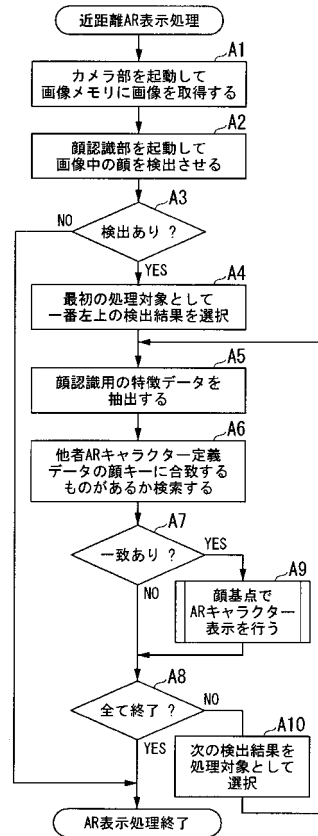 近距離AR表示処理
A1
カメラ部を起動して
画像メモリに画像を取得する
A2
顔認識部を起動して
画像中の顔を検出させる
A3
NO
検出あり ?
YES
A4
最初の処理対象として
一番左上の検出結果を選択
A5
顔認識用の特徴データを
抽出する
A6
他者ARキャラクター定義
データの顔キーに合致する
ものがあるか検索する
A7
一致あり ?
YES
NO
A9
顔基点で
ARキャラクター
表示を行う
A8
全て終了 ?
NO
YES
A10
次の検出結果を
処理対象として
選択
AR表示処理終了